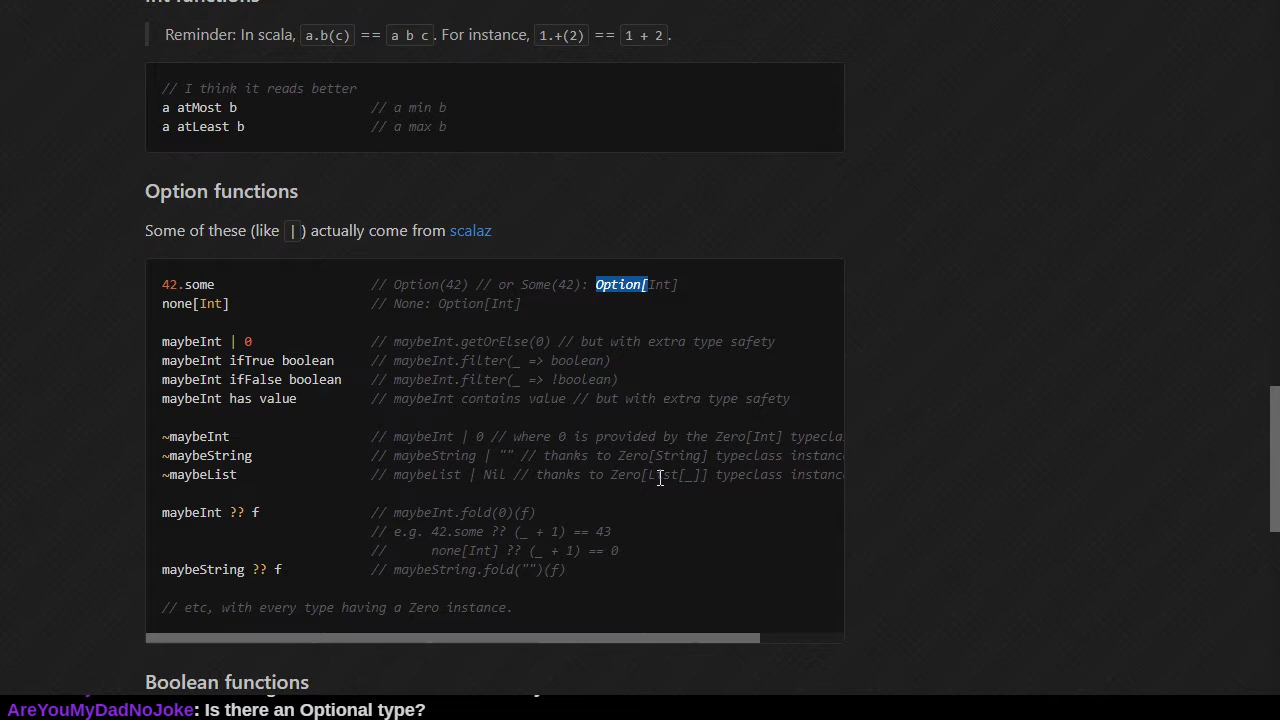 Int functions
Reminder: In scala, a.b(c) == a b c. For instance, 1.+(2) == 1 + 2.
// I think it reads better
a atMost b // a min b
a atLeast b // a max b
Option functions
Some of these (like |) actually come from scalaz
42.some // Option(42) // or Some(42): Option[Int]
none[Int] // None: Option[Int]
maybeInt | 0 // maybeInt.getOrElse(0) // but with extra type safety
maybeInt ifTrue boolean // maybeInt.filter(_ => boolean)
maybeInt ifFalse boolean // maybeInt.filter(_ => !boolean)
maybeInt has value // maybeInt contains value // but with extra type safety
~maybeInt // maybeInt | 0 // where 0 is provided by the Zero[Int] typecla
~maybeString // maybeString | "" // thanks to Zero[String] typeclass instance
~maybeList // maybeList | Nil // thanks to Zero[List[_]] typeclass instance
maybeInt ?? f // maybeInt.fold(0)(f)
// e.g. 42.some ?? (_ + 1) == 43
// none[Int] ?? (_ + 1) == 0
maybeString ?? f // maybeString.fold("")(f)
// etc, with every type having a Zero instance.
Boolean functions
AreYouMyDadNoJoke: Is there an Optional type?